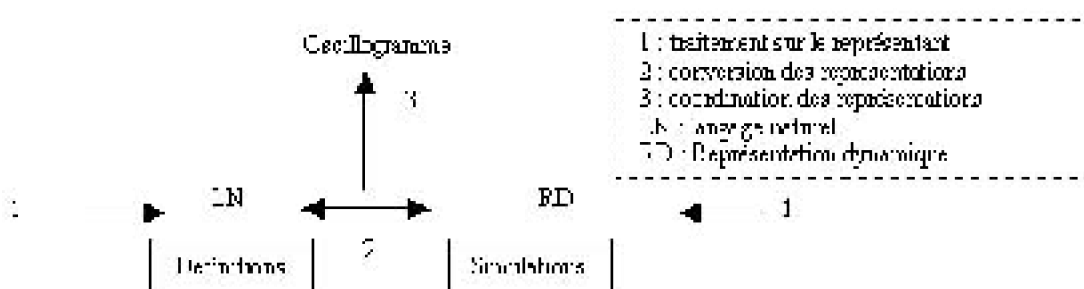 Oscillogramme
1 : traitement sur le représentant
2 : conversion des représentations
3 : coordination des représentations
LN : langage naturel
RD : Représentation dynamique
3
1 LN RD 1
2
Définitions Simulations